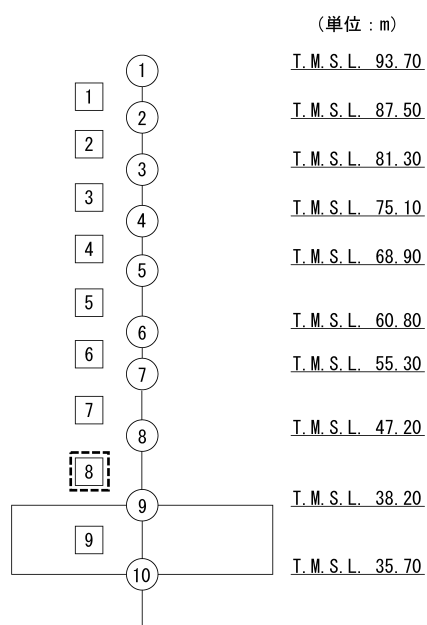 (単位：m)
① T.M.S.L. 93.70
1
② T.M.S.L. 87.50
2
③ T.M.S.L. 81.30
3
④ T.M.S.L. 75.10
4
⑤ T.M.S.L. 68.90
5
⑥ T.M.S.L. 60.80
6
⑦ T.M.S.L. 55.30
7
⑧ T.M.S.L. 47.20
8
⑨ T.M.S.L. 38.20
9
⑩ T.M.S.L. 35.70